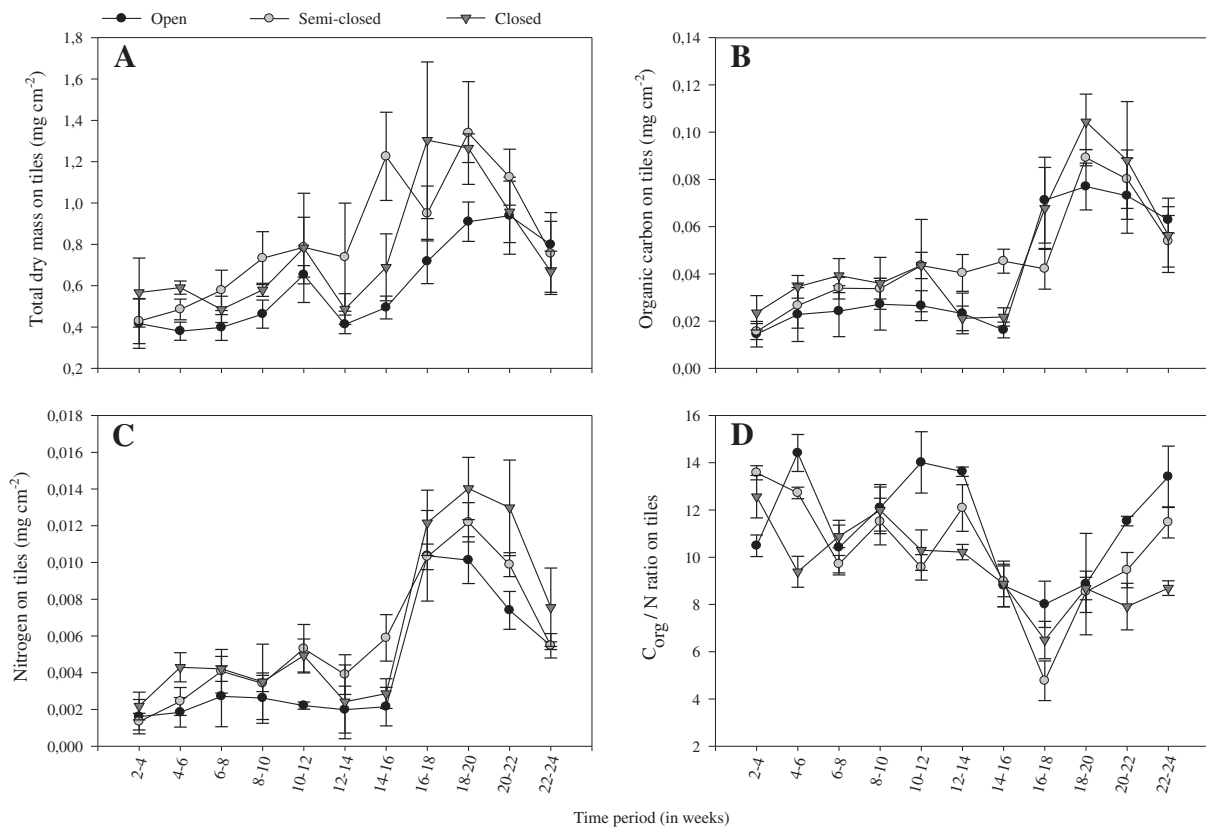 Open Semi-closed Closed
A
Total dry mass on tiles (mg cm-2)
1,8
1,6
1,4
1,2
1,0
0,8
0,6
0,4
0,2
B
Organic carbon on tiles (mg cm-2)
0,14
0,12
0,10
0,08
0,06
0,04
0,02
0,00
C
Nitrogen on tiles (mg cm-2)
0,018
0,016
0,014
0,012
0,010
0,008
0,006
0,004
0,002
0,000
2-4 4-6 6-8 8-10 10-12 12-14 14-16 16-18 18-20 20-22 22-24
D
Corg / N ratio on tiles
16
14
12
10
8
6
4
2
2-4 4-6 6-8 8-10 10-12 12-14 14-16 16-18 18-20 20-22 22-24
Time period (in weeks)